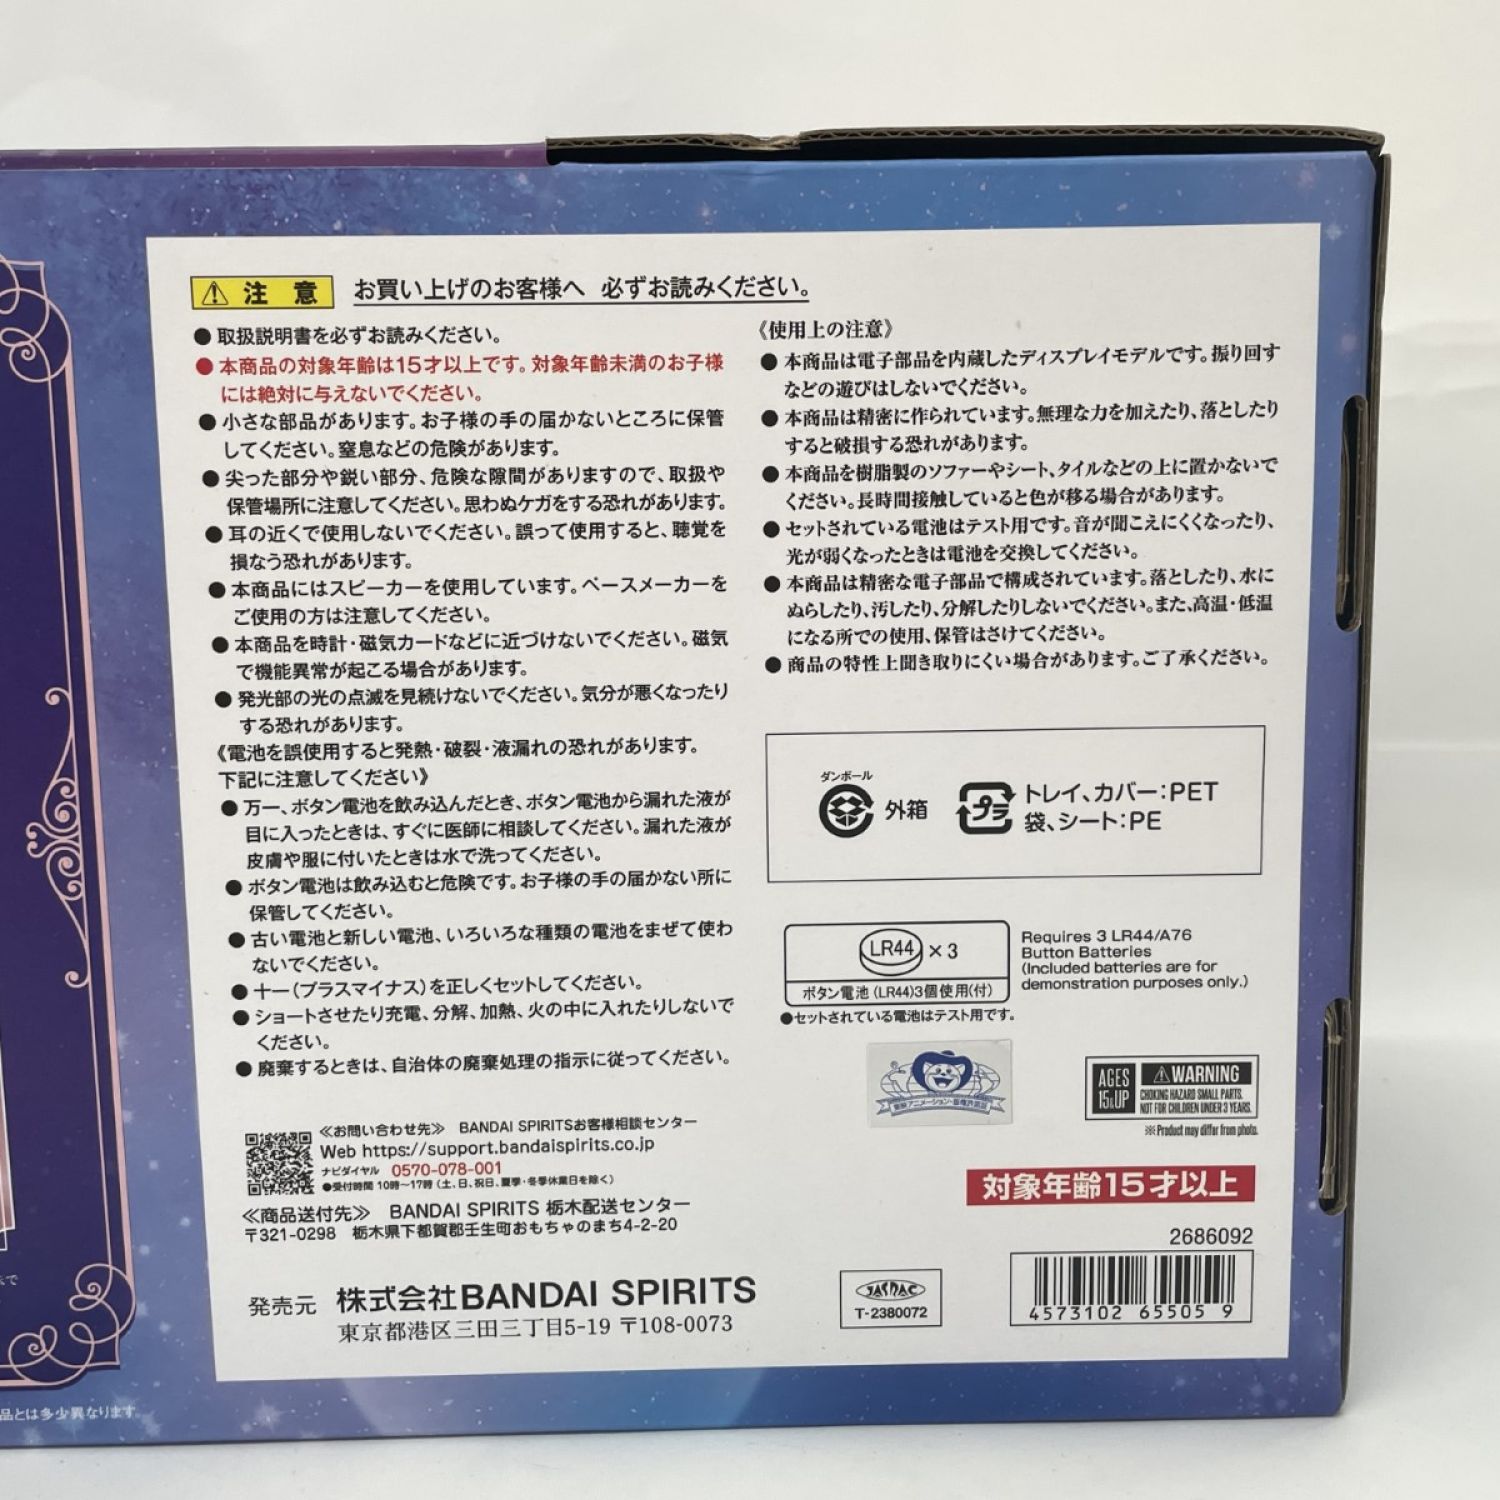 注 意 お買い上げのお客様へ 必ずお読みください。
●取扱説明書を必ずお読みください。
●本商品の対象年齢は15才以上です。対象年齢未満のお子様
には絶対に与えないでください。
●小さな部品があります。お子様の手の届かないところに保管
してください。窒息などの危険があります。
●尖った部分や鋭い部分、危険な隙間がありますので、取扱や
保管場所に注意してください。思わぬケガをする恐れがあります。
●耳の近くで使用しないでください。誤って使用すると、聴覚を
損なう恐れがあります。
●本商品にはスピーカーを使用しています。ペースメーカーを
ご使用の方は注意してください。
●本商品を時計・磁気カードなどに近づけないでください。磁気
で機能異常が起こる場合があります。
●発光部の光の点滅を見続けないでください。気分が悪くなったり
する恐れがあります。
《電池を誤使用すると発熱・破裂・液漏れの恐れがあります。
下記に注意してください》
●万一、ボタン電池を飲み込んだとき、ボタン電池から漏れた液が
目に入ったときは、すぐに医師に相談してください。漏れた液が
皮膚や服に付いたときは水で洗ってください。
●ボタン電池は飲み込むと危険です。お子様の手の届かない所に
保管してください。
●古い電池と新しい電池、いろいろな種類の電池をまぜて使わ
ないでください。
●＋－(プラスマイナス)を正しくセットしてください。
●ショートさせたり充電、分解、加熱、火の中に入れたりしないで
ください。
●廃棄するときは、自治体の廃棄処理の指示に従ってください。
≪お問い合わせ先≫ BANDAI SPIRITSお客様相談センター
Web https://support.bandaispirits.co.jp
ナビダイヤル 0570-078-001
●受付時間 10時～17時(土、日、祝日、夏季・冬季休業日を除く)
≪商品送付先≫ BANDAI SPIRITS 栃木配送センター
〒321-0298 栃木県下都賀郡壬生町おもちゃのまち4-2-20
発売元 株式会社BANDAI SPIRITS
東京都港区三田三丁目5-19 〒108-0073
《使用上の注意》
●本商品は電子部品を内蔵したディスプレイモデルです。振り回す
などの遊びはしないでください。
●本商品は精密に作られています。無理な力を加えたり、落としたり
すると破損する恐れがあります。
●本商品を樹脂製のソファーやシート、タイルなどの上に置かないで
ください。長時間接触していると色が移る場合があります。
●セットされている電池はテスト用です。音が聞こえにくくなったり、
光が弱くなったときは電池を交換してください。
●本商品は精密な電子部品で構成されています。落としたり、水に
ぬらしたり、汚したり、分解したりしないでください。また、高温・低温
になる所での使用、保管はさけてください。
●商品の特性上聞き取りにくい場合があります。ご了承ください。
ダンボール
外箱
プラ
トレイ、カバー:PET
袋、シート:PE
LR44 ×3
ボタン電池(LR44)3個使用(付)
Requires 3 LR44/A76
Button Batteries
(Included batteries are for
demonstration purposes only.)
●セットされている電池はテスト用です。
AGES
15&UP
WARNING
CHOKING HAZARD SMALL PARTS.
NOT FOR CHILDREN UNDER 3 YEARS.
※Product may differ from photo.
対象年齢15才以上
2686092
JASRAC
T-2380072
4573102 65505 9
品とは多少異なります。